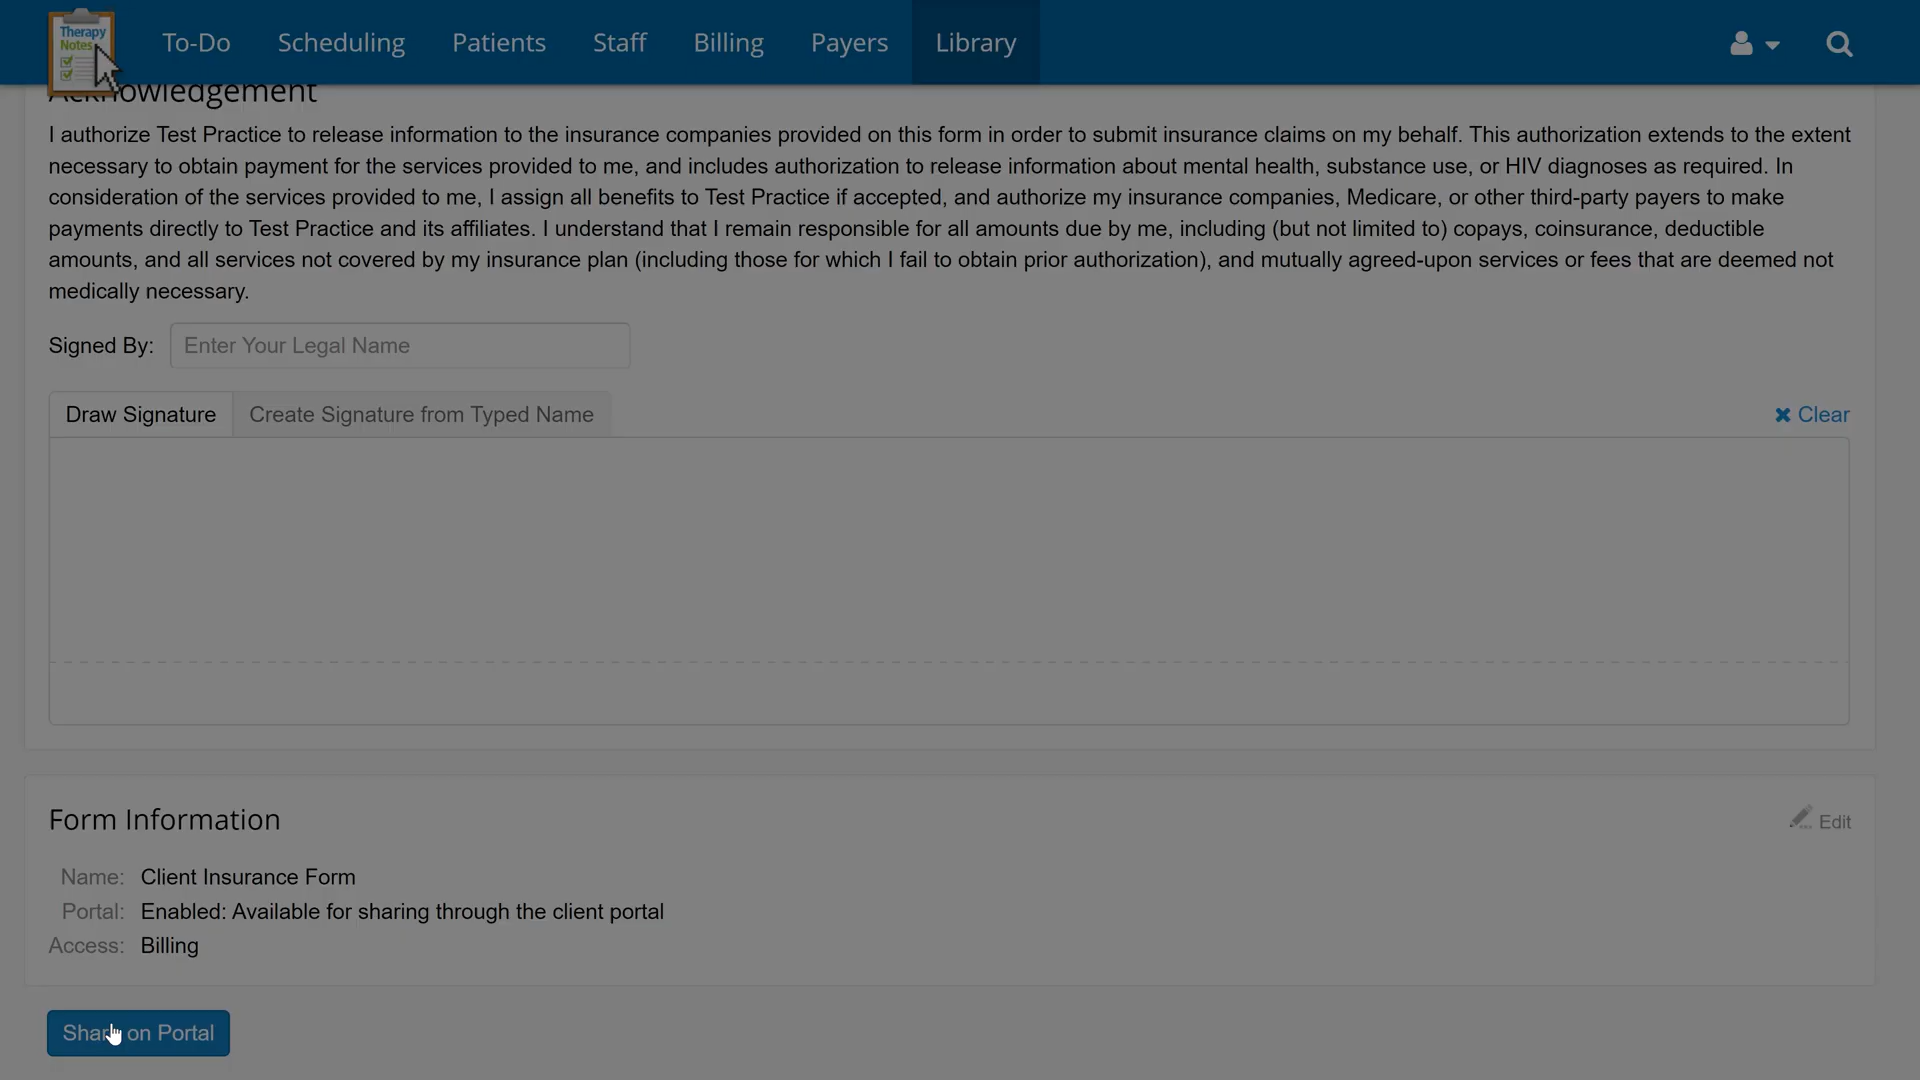 Therapy
Notes
To-Do
Scheduling
Patients
Staff
Billing
Payers
Library
Acknowledgement
I authorize Test Practice to release information to the insurance companies provided on this form in order to submit insurance claims on my behalf. This authorization extends to the extent
necessary to obtain payment for the services provided to me, and includes authorization to release information about mental health, substance use, or HIV diagnoses as required. In
consideration of the services provided to me, I assign all benefits to Test Practice if accepted, and authorize my insurance companies, Medicare, or other third-party payers to make
payments directly to Test Practice and its affiliates. I understand that I remain responsible for all amounts due by me, including (but not limited to) copays, coinsurance, deductible
amounts, and all services not covered by my insurance plan (including those for which I fail to obtain prior authorization), and mutually agreed-upon services or fees that are deemed not
medically necessary.
Signed By: Enter Your Legal Name
Draw Signature
Create Signature from Typed Name
Clear
Form Information
Edit
Name: Client Insurance Form
Portal: Enabled: Available for sharing through the client portal
Access: Billing
Share on Portal